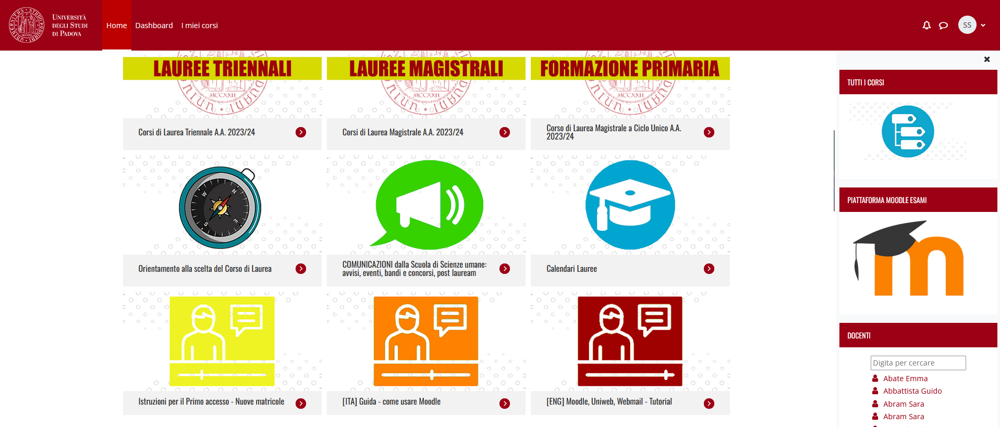 UNIVERSITÀ
DEGLI STUDI
DI PADOVA
Home
Dashboard
I miei corsi
SS
LAUREE TRIENNALI
LAUREE MAGISTRALI
FORMAZIONE PRIMARIA
MCCXXII
MCCXXII
MCCXXII
Corsi di Laurea Triennale A.A. 2023/24
Corsi di Laurea Magistrale A.A. 2023/24
Corso di Laurea Magistrale a Ciclo Unico A.A.
2023/24
W
N
S
E
Orientamento alla scelta del Corso di Laurea
COMUNICAZIONI dalla Scuola di Scienze umane:
avvisi, eventi, bandi e concorsi, post lauream
Calendari Lauree
Istruzioni per il Primo accesso - Nuove matricole
[ITA] Guida - come usare Moodle
[ENG] Moodle, Uniweb, Webmail - Tutorial
TUTTI I CORSI
PIATTAFORMA MOODLE ESAMI
m
DOCENTI
Digita per cercare
Abate Emma
Abbattista Guido
Abram Sara
Abram Sara